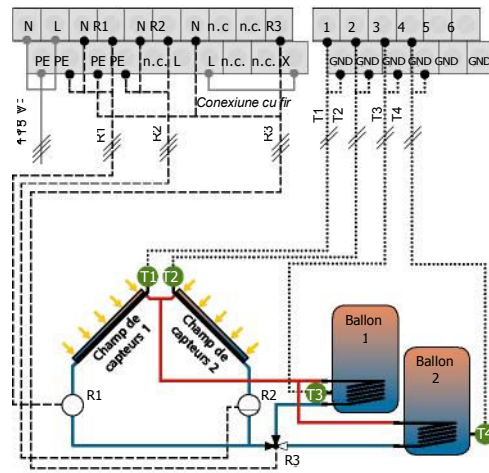 N L N R1 N R2 N n.c n.c. R3
1 2 3 4 5 6
PE PE PE PE n.c. L L n.c. n.c. X
GND GND GND GND GND GND
Conexiune cu fir
R1
R2
R3
T1
T2
T3
T4
T1 T2
Champ de
capteurs 1
Champ de
capteurs 2
Ballon
1
Ballon
2
R1
R2
T3
T4
R3